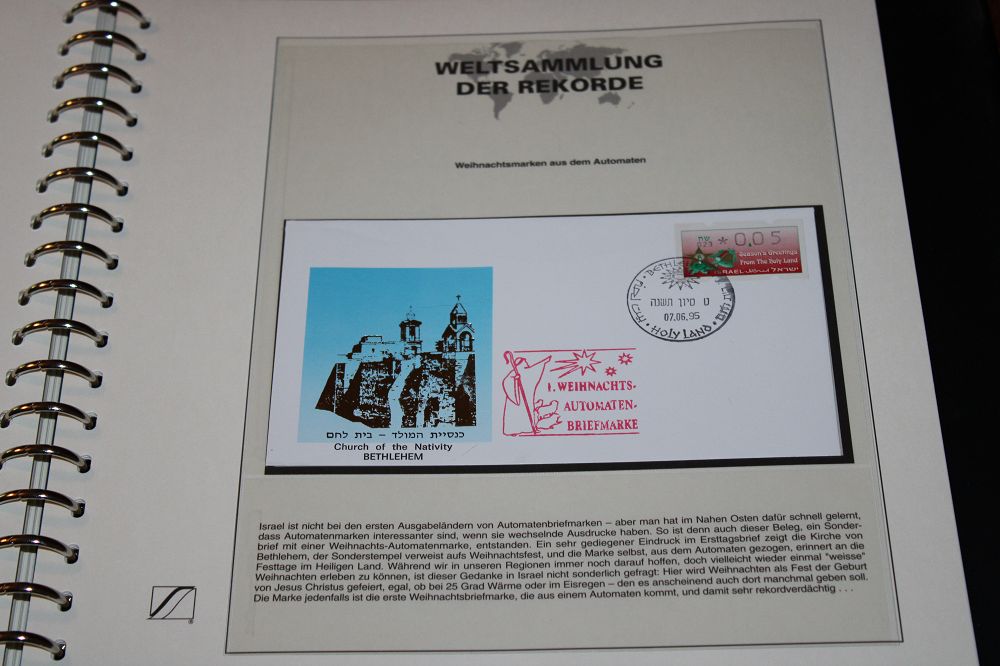 WELTSAMMLUNG
DER REKORDE
Weihnachtsmarken aus dem Automaten
שת
023 * 0.05
Season's Greetings
From The Holy Land
ISRAEL ישראל
BETHLEHEM
ט סיון תשנה
07.06.95
HOLY LAND
1. WEIHNACHTS-
AUTOMATEN-
BRIEFMARKE
כנסיית המולד – בית לחם
Church of the Nativity
BETHLEHEM
Israel ist nicht bei den ersten Ausgabeländern von Automatenbriefmarken – aber man hat im Nahen Osten dafür schnell gelernt,
dass Automatenmarken interessanter sind, wenn sie wechselnde Ausdrucke haben. So ist denn auch dieser Beleg, ein Sonder-
brief mit einer Weihnachts-Automatenmarke, entstanden. Ein sehr gediegener Eindruck im Ersttagsbrief zeigt die Kirche von
Bethlehem, der Sonderstempel verweist aufs Weihnachtsfest, und die Marke selbst, aus dem Automaten gezogen, erinnert an die
Festtage im Heiligen Land. Während wir in unseren Regionen immer noch darauf hoffen, doch vielleicht wieder einmal "weisse"
Weihnachten erleben zu können, ist dieser Gedanke in Israel nicht sonderlich gefragt: Hier wird Weihnachten als Fest der Geburt
von Jesus Christus gefeiert, egal, ob bei 25 Grad Wärme oder im Eisregen – den es anscheinend auch dort manchmal geben soll.
Die Marke jedenfalls ist die erste Weihnachtsbriefmarke, die aus einem Automaten kommt, und damit sehr rekordverdächtig . . .